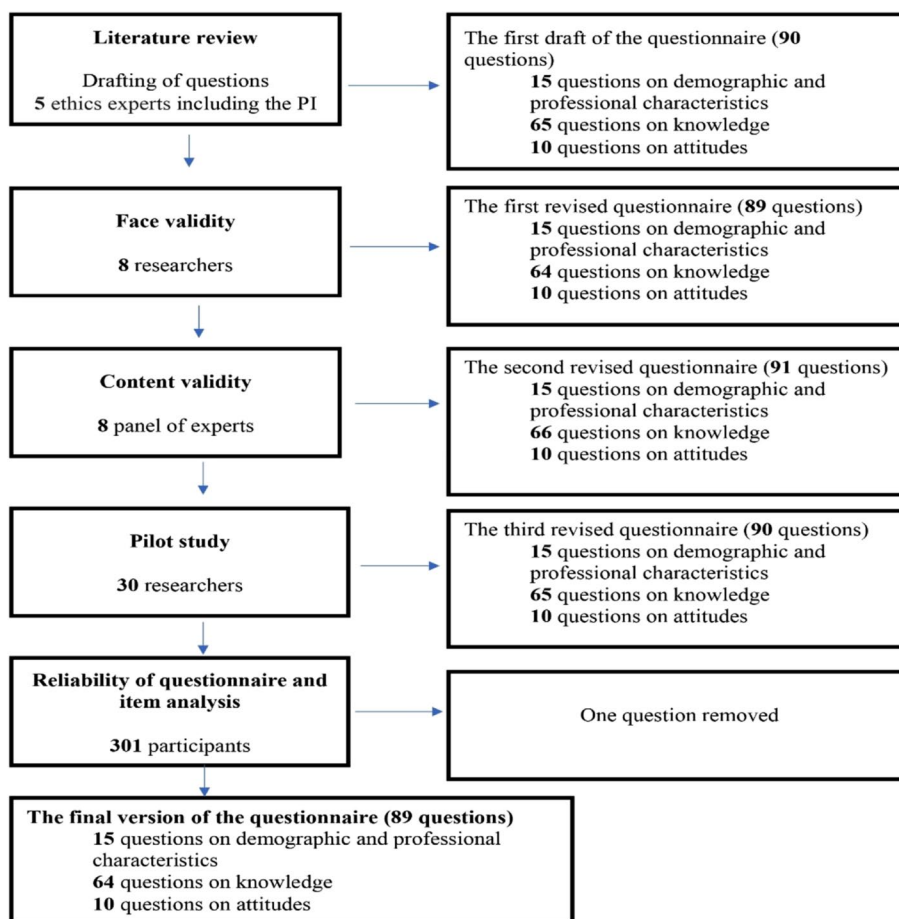 Literature review
Drafting of questions
5 ethics experts including the PI
The first draft of the questionnaire (90
questions)
15 questions on demographic and
professional characteristics
65 questions on knowledge
10 questions on attitudes
Face validity
8 researchers
The first revised questionnaire (89 questions)
15 questions on demographic and
professional characteristics
64 questions on knowledge
10 questions on attitudes
Content validity
8 panel of experts
The second revised questionnaire (91 questions)
15 questions on demographic and
professional characteristics
66 questions on knowledge
10 questions on attitudes
Pilot study
30 researchers
The third revised questionnaire (90 questions)
15 questions on demographic and
professional characteristics
65 questions on knowledge
10 questions on attitudes
Reliability of questionnaire and
item analysis
301 participants
One question removed
The final version of the questionnaire (89 questions)
15 questions on demographic and professional
characteristics
64 questions on knowledge
10 questions on attitudes